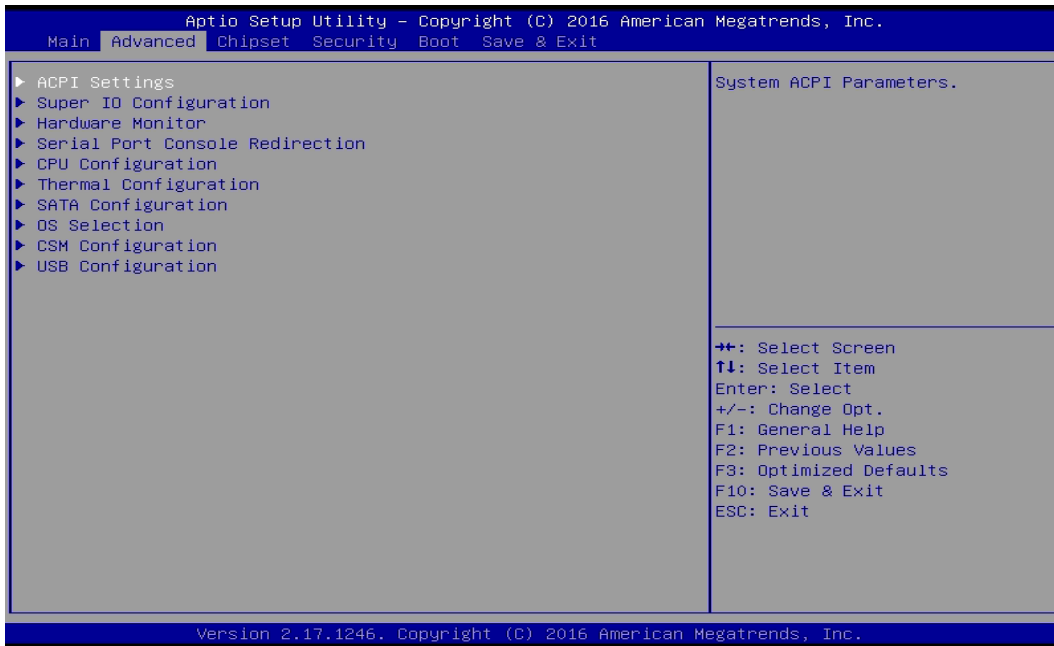 Aptio Setup Utility – Copyright (C) 2016 American Megatrends, Inc.
Main Advanced Chipset Security Boot Save & Exit
► ACPI Settings
► Super IO Configuration
► Hardware Monitor
► Serial Port Console Redirection
► CPU Configuration
► Thermal Configuration
► SATA Configuration
► OS Selection
► CSM Configuration
► USB Configuration
System ACPI Parameters.
→←: Select Screen
↑↓: Select Item
Enter: Select
+/-: Change Opt.
F1: General Help
F2: Previous Values
F3: Optimized Defaults
F10: Save & Exit
ESC: Exit
Version 2.17.1246. Copyright (C) 2016 American Megatrends, Inc.